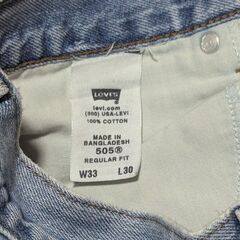 Levi's
levi.com
(800) USA-LEVI
100% COTTON
MADE IN
BANGLADESH
505®
REGULAR FIT
W33 L30